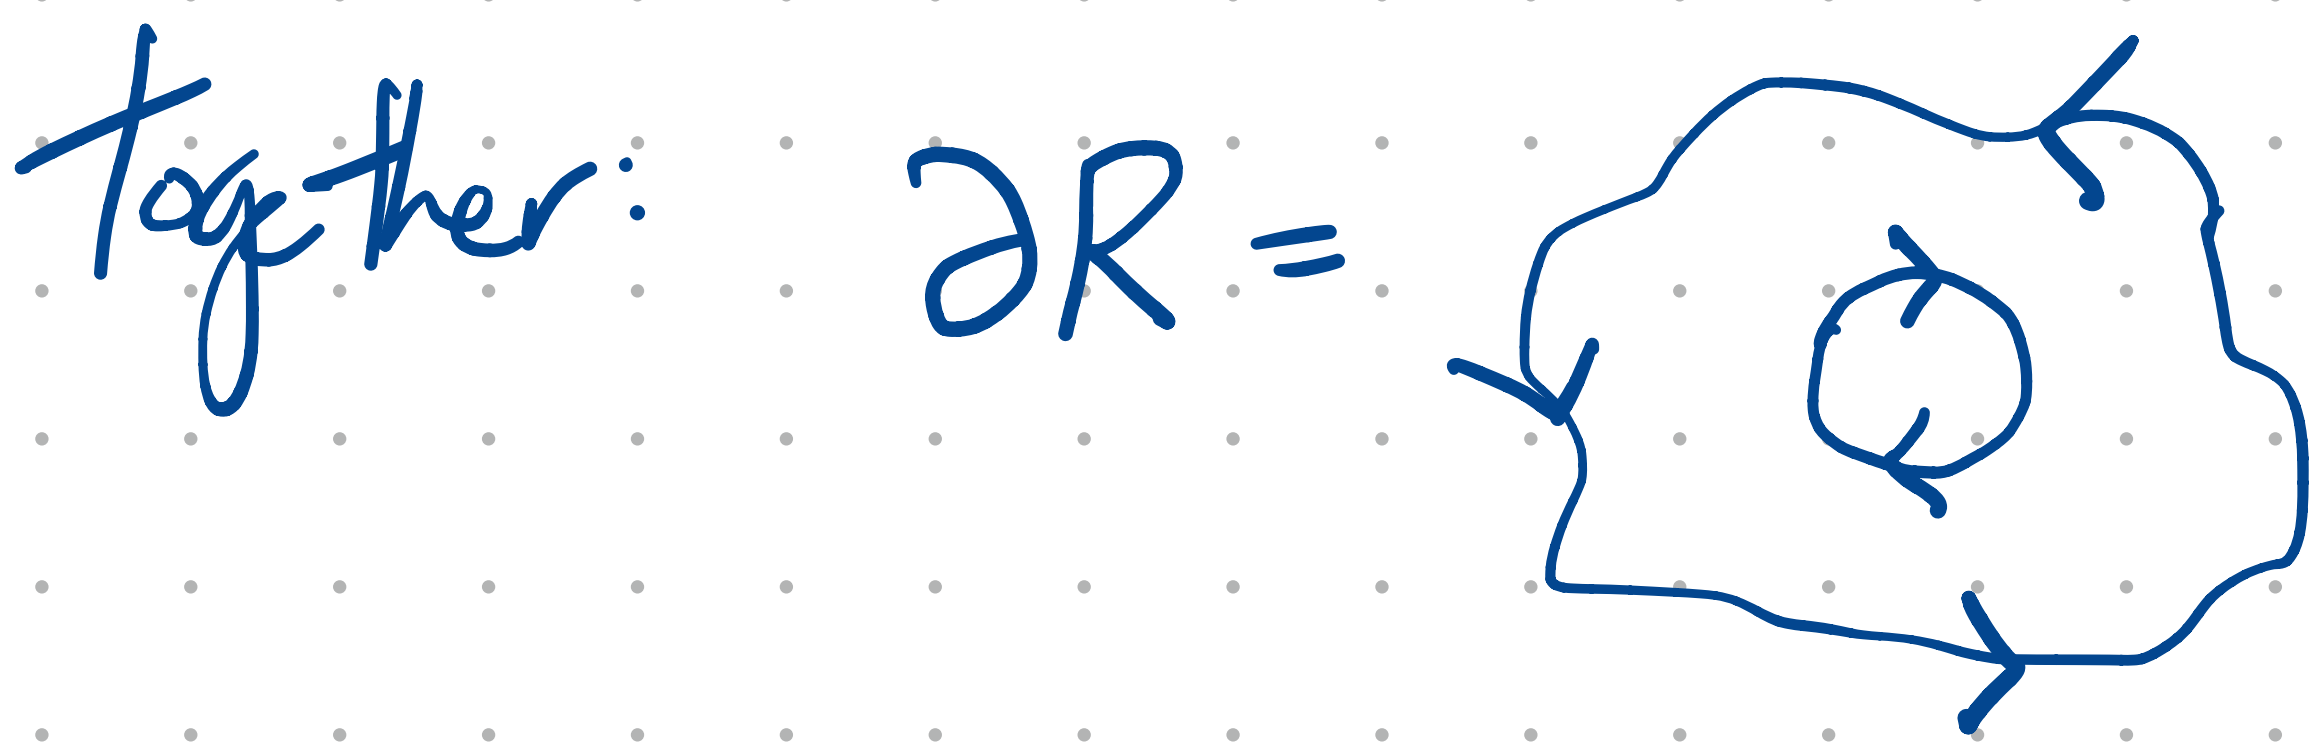 Together: ∂R =